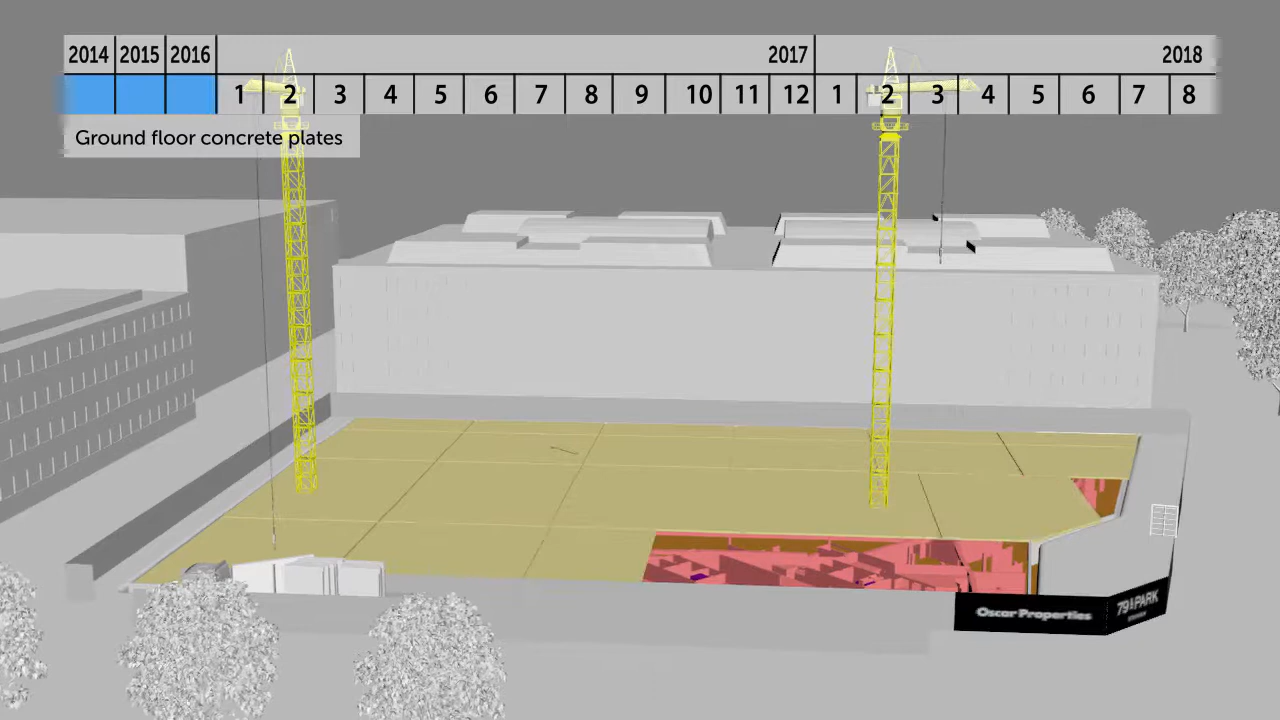 2014 2015 2016 2017 2018
1 2 3 4 5 6 7 8 9 10 11 12 1 2 3 4 5 6 7 8
Ground floor concrete plates
Oscar Properties
79&PARK